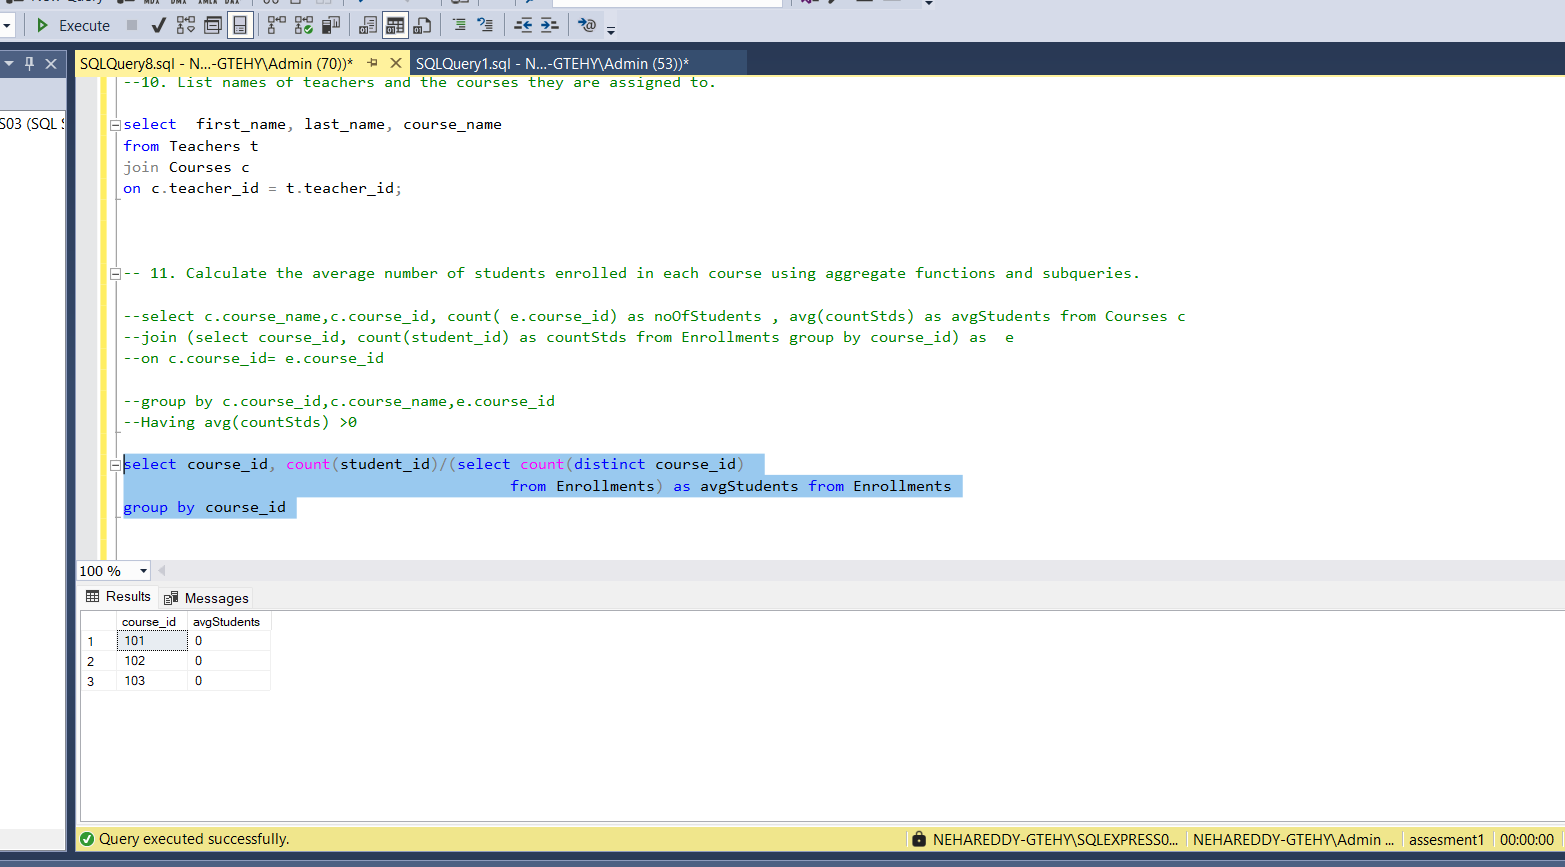 Execute
SQLQuery8.sql - N...-GTEHY\Admin (70))*
SQLQuery1.sql - N...-GTEHY\Admin (53))*
--10. List names of teachers and the courses they are assigned to.
S03 (SQL
select  first_name, last_name, course_name
from Teachers t
join Courses c
on c.teacher_id = t.teacher_id;
-- 11. Calculate the average number of students enrolled in each course using aggregate functions and subqueries.
--select c.course_name,c.course_id, count( e.course_id) as noOfStudents , avg(countStds) as avgStudents from Courses c
--join (select course_id, count(student_id) as countStds from Enrollments group by course_id) as  e
--on c.course_id= e.course_id
--group by c.course_id,c.course_name,e.course_id
--Having avg(countStds) >0
select course_id, count(student_id)/(select count(distinct course_id)
from Enrollments) as avgStudents from Enrollments
group by course_id
100 %
Results
Messages
course_id avgStudents
1 101 0
2 102 0
3 103 0
Query executed successfully.
NEHAREDDY-GTEHY\SQLEXPRESS0...
NEHAREDDY-GTEHY\Admin ...
assesment1
00:00:00